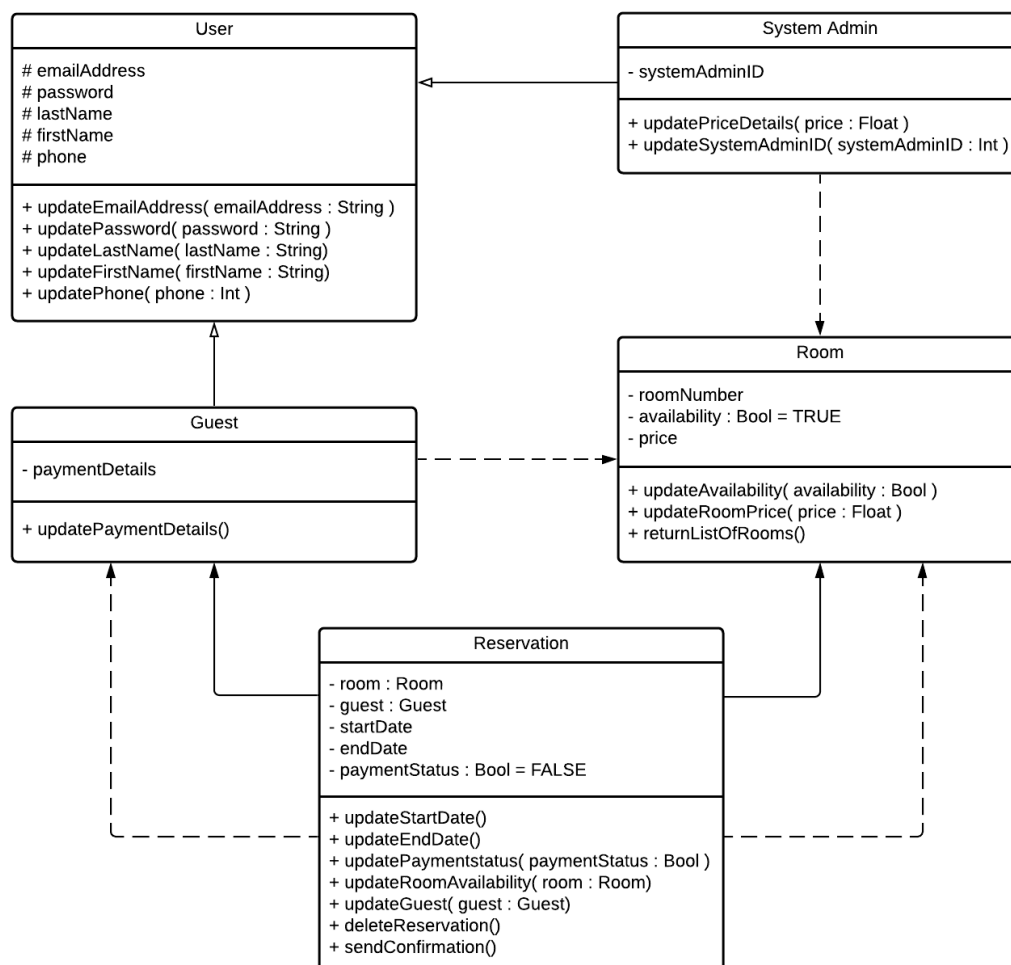 User
# emailAddress
# password
# lastName
# firstName
# phone
+ updateEmailAddress( emailAddress : String )
+ updatePassword( password : String )
+ updateLastName( lastName : String)
+ updateFirstName( firstName : String)
+ updatePhone( phone : Int )
System Admin
- systemAdminID
+ updatePriceDetails( price : Float )
+ updateSystemAdminID( systemAdminID : Int )
Guest
- paymentDetails
+ updatePaymentDetails()
Room
- roomNumber
- availability : Bool = TRUE
- price
+ updateAvailability( availability : Bool )
+ updateRoomPrice( price : Float )
+ returnListOfRooms()
Reservation
- room : Room
- guest : Guest
- startDate
- endDate
- paymentStatus : Bool = FALSE
+ updateStartDate()
+ updateEndDate()
+ updatePaymentstatus( paymentStatus : Bool )
+ updateRoomAvailability( room : Room)
+ updateGuest( guest : Guest)
+ deleteReservation()
+ sendConfirmation()